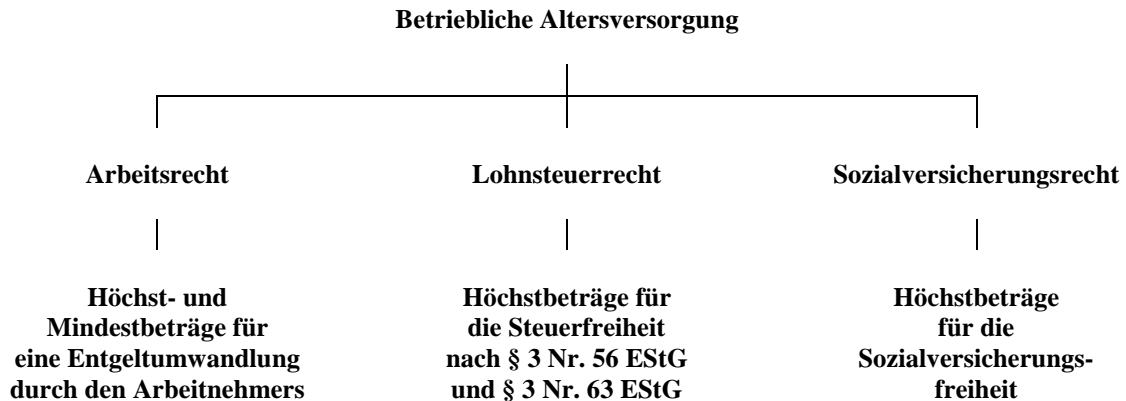 Betriebliche Altersversorgung
Arbeitsrecht
Lohnsteuerrecht
Sozialversicherungsrecht
Höchst- und
Mindestbeträge für
eine Entgeltumwandlung
durch den Arbeitnehmers
Höchstbeträge für
die Steuerfreiheit
nach § 3 Nr. 56 EStG
und § 3 Nr. 63 EStG
Höchstbeträge
für die
Sozialversicherungs-
freiheit